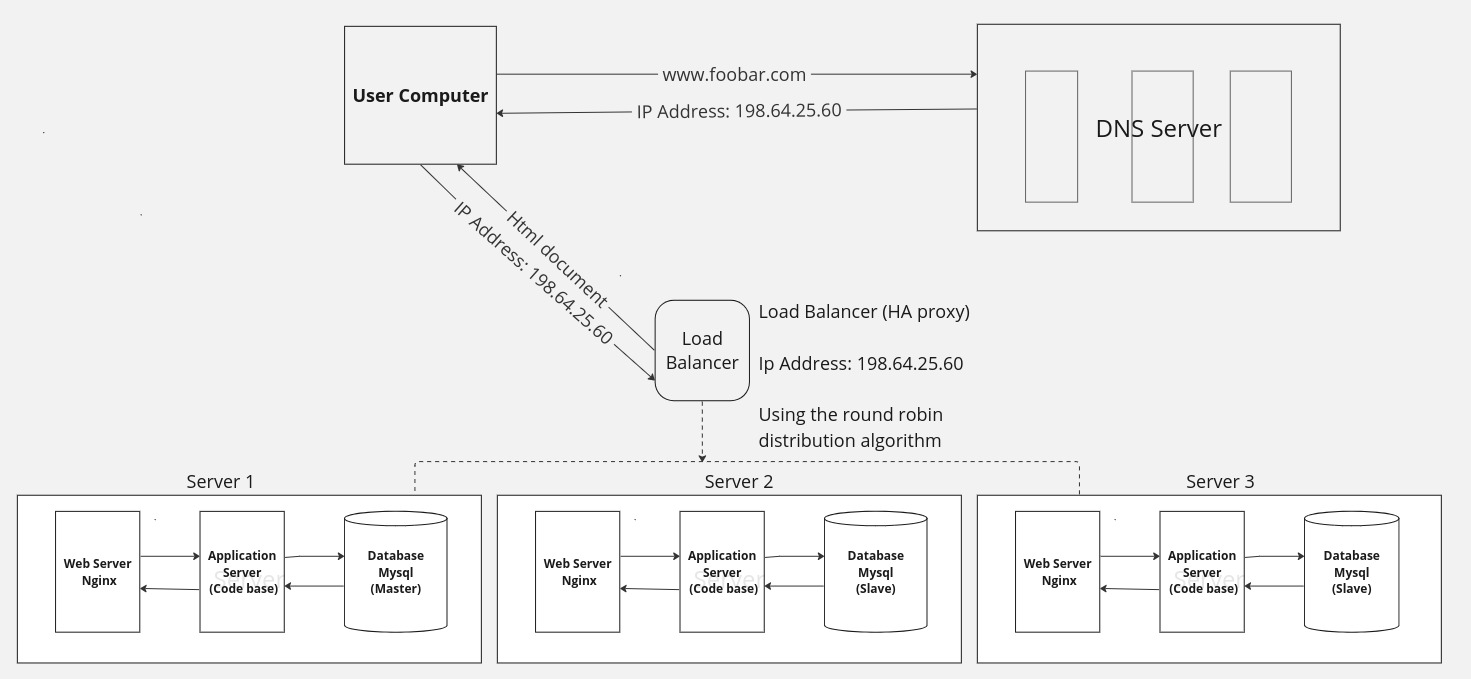 User Computer
www.foobar.com
IP Address: 198.64.25.60
DNS Server
Html document
IP Address: 198.64.25.60
Load
Balancer
Load Balancer (HA proxy)
Ip Address: 198.64.25.60
Using the round robin
distribution algorithm
Server 1
Server 2
Server 3
Web Server
Nginx
Server
Application
Server
(Code base)
Database
Mysql
(Master)
Web Server
Nginx
Server
Application
Server
(Code base)
Database
Mysql
(Slave)
Web Server
Nginx
Server
Application
Server
(Code base)
Database
Mysql
(Slave)